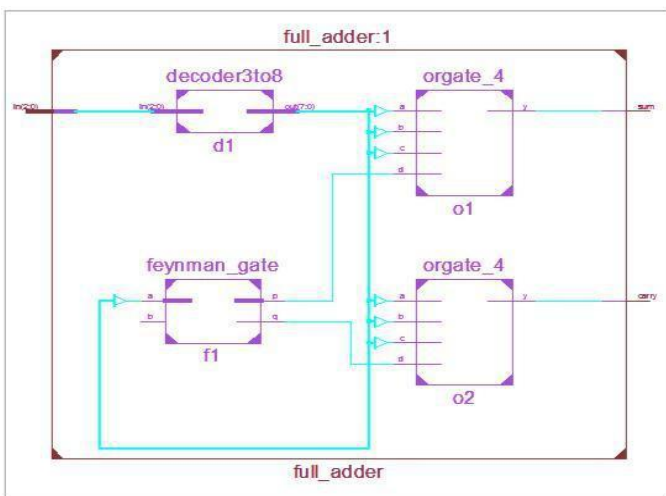 full_adder:1
decoder3to8
orgate_4
in(2:0)
in(2:0)
out(7:0)
a
y
sum
b
c
d
d1
o1
feynman_gate
orgate_4
a
p
a
y
carry
b
q
b
c
d
f1
o2
full_adder